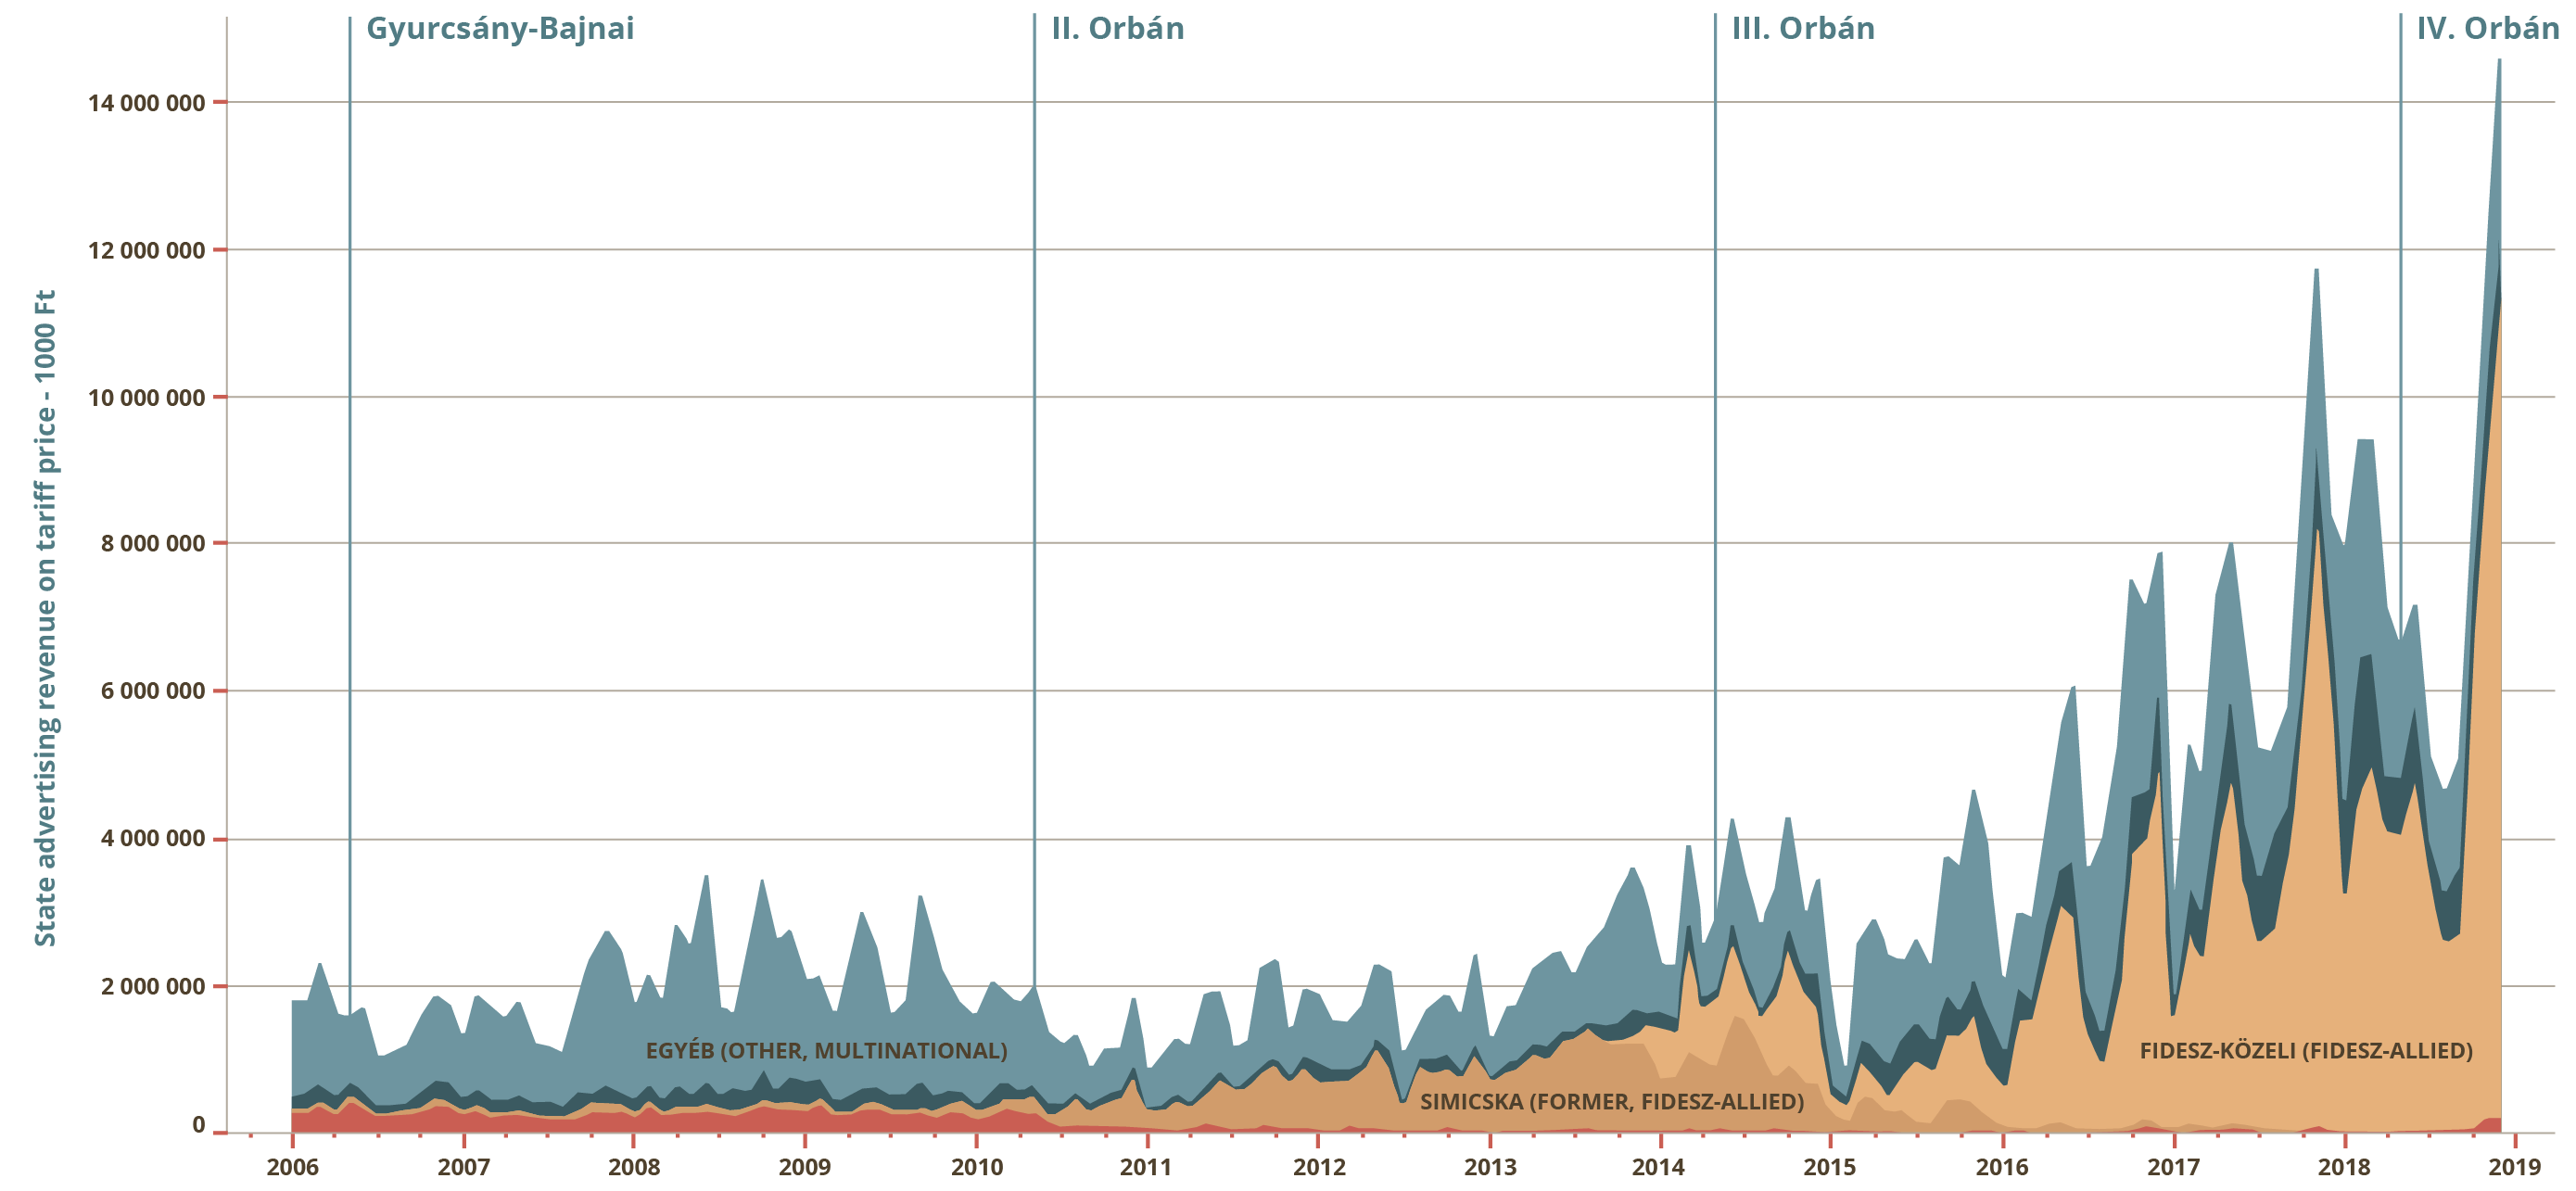 Gyurcsány-Bajnai
II. Orbán
III. Orbán
IV. Orbán
State advertising revenue on tariff price - 1000 Ft
14 000 000
12 000 000
10 000 000
8 000 000
6 000 000
4 000 000
2 000 000
0
EGYÉB (OTHER, MULTINATIONAL)
FIDESZ-KÖZELI (FIDESZ-ALLIED)
SIMICSKA (FORMER, FIDESZ-ALLIED)
2006
2007
2008
2009
2010
2011
2012
2013
2014
2015
2016
2017
2018
2019